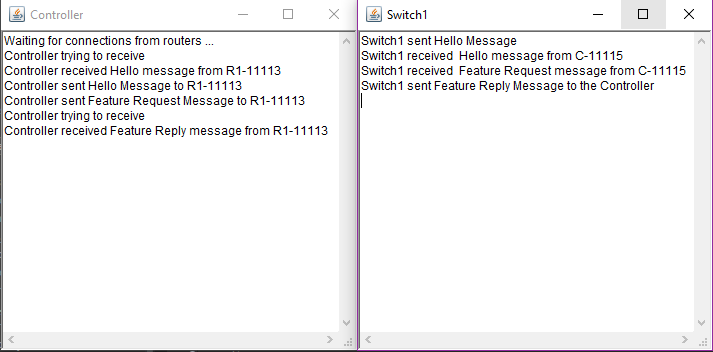 Controller
Waiting for connections from routers ...
Controller trying to receive
Controller received Hello message from R1-11113
Controller sent Hello Message to R1-11113
Controller sent Feature Request Message to R1-11113
Controller trying to receive
Controller received Feature Reply message from R1-11113
Switch1
Switch1 sent Hello Message
Switch1 received  Hello message from C-11115
Switch1 received  Feature Request message from C-11115
Switch1 sent Feature Reply Message to the Controller